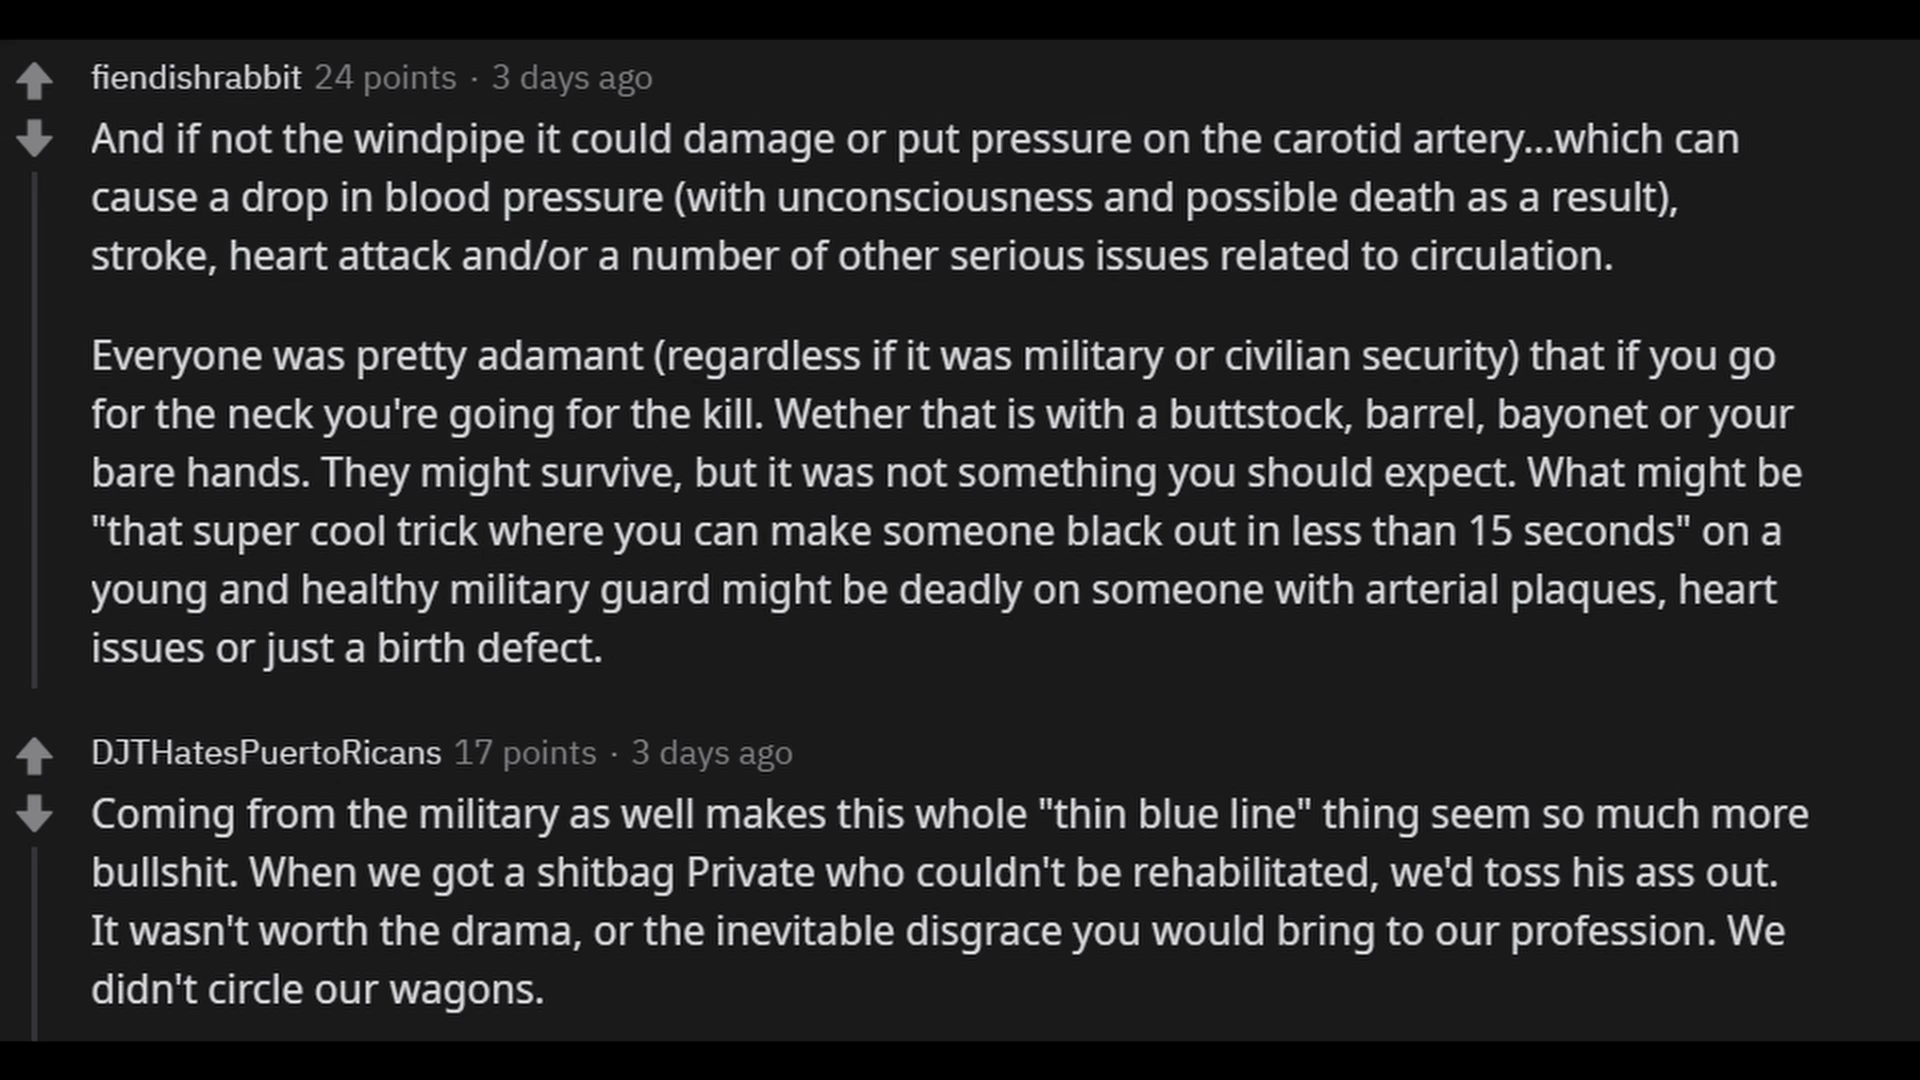 fiendishrabbit 24 points · 3 days ago
And if not the windpipe it could damage or put pressure on the carotid artery...which can
cause a drop in blood pressure (with unconsciousness and possible death as a result),
stroke, heart attack and/or a number of other serious issues related to circulation.
Everyone was pretty adamant (regardless if it was military or civilian security) that if you go
for the neck you're going for the kill. Wether that is with a buttstock, barrel, bayonet or your
bare hands. They might survive, but it was not something you should expect. What might be
"that super cool trick where you can make someone black out in less than 15 seconds" on a
young and healthy military guard might be deadly on someone with arterial plaques, heart
issues or just a birth defect.
DJTHatesPuertoRicans 17 points · 3 days ago
Coming from the military as well makes this whole "thin blue line" thing seem so much more
bullshit. When we got a shitbag Private who couldn't be rehabilitated, we'd toss his ass out.
It wasn't worth the drama, or the inevitable disgrace you would bring to our profession. We
didn't circle our wagons.